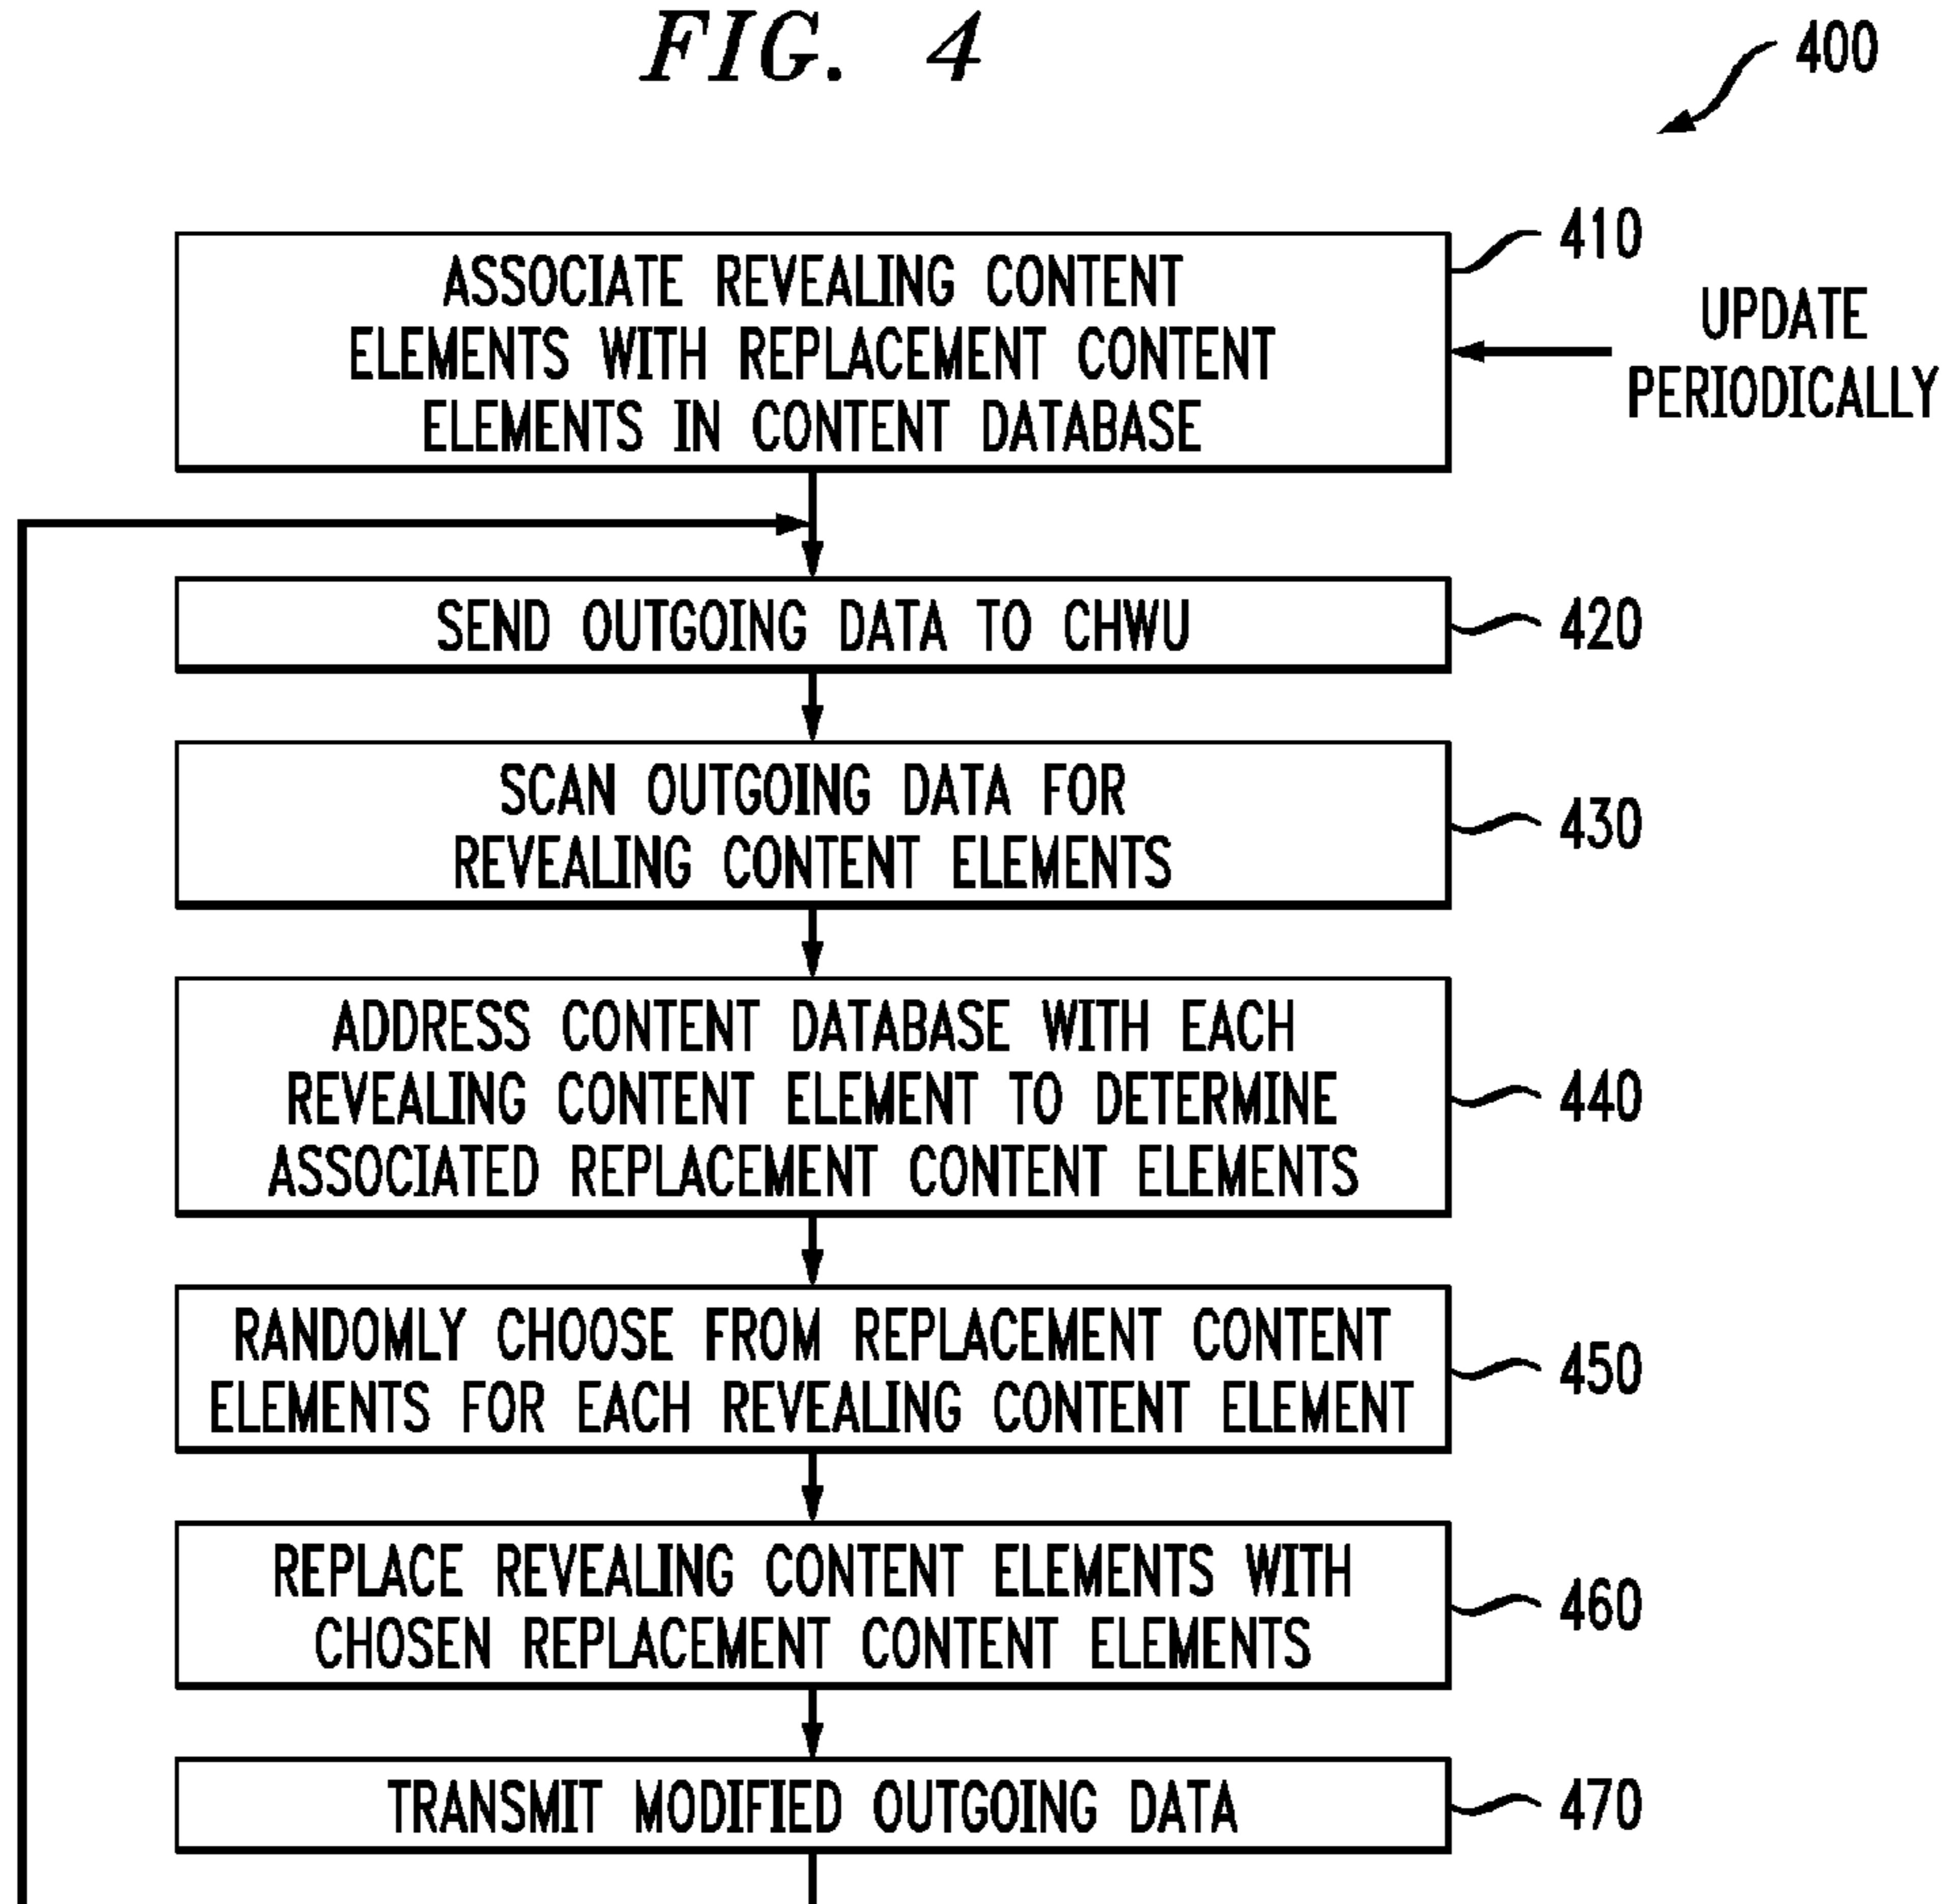 FIG. 4
400
410
ASSOCIATE REVEALING CONTENT
ELEMENTS WITH REPLACEMENT CONTENT
ELEMENTS IN CONTENT DATABASE
UPDATE
PERIODICALLY
SEND OUTGOING DATA TO CHWU
420
SCAN OUTGOING DATA FOR
REVEALING CONTENT ELEMENTS
430
ADDRESS CONTENT DATABASE WITH EACH
REVEALING CONTENT ELEMENT TO DETERMINE
ASSOCIATED REPLACEMENT CONTENT ELEMENTS
440
RANDOMLY CHOOSE FROM REPLACEMENT CONTENT
ELEMENTS FOR EACH REVEALING CONTENT ELEMENT
450
REPLACE REVEALING CONTENT ELEMENTS WITH
CHOSEN REPLACEMENT CONTENT ELEMENTS
460
TRANSMIT MODIFIED OUTGOING DATA
470